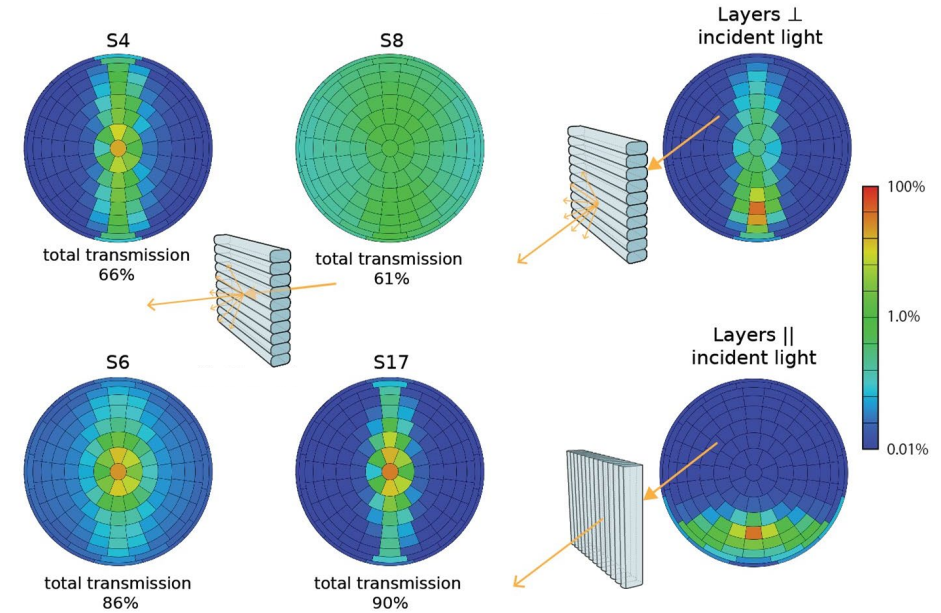 S4
S8
Layers ⊥
incident light
total transmission
66%
total transmission
61%
100%
1.0%
0.01%
S6
S17
Layers ||
incident light
total transmission
86%
total transmission
90%